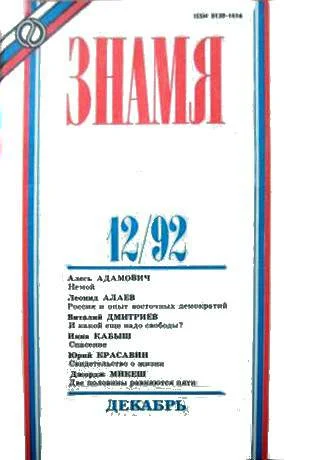 ISSN 0130-1616
ЗНАМЯ
12/92
Алесь АДАМОВИЧ
Немой
Леонид АЛАЕВ
Россия и опыт восточных демократий
Виталий ДМИТРИЕВ
И какой еще надо свободы?
Инна КАБЫШ
Спасение
Юрий КРАСАВИН
Свидетельство о жизни
Джордж МИКЕШ
Две половины равняются пяти
ДЕКАБРЬ